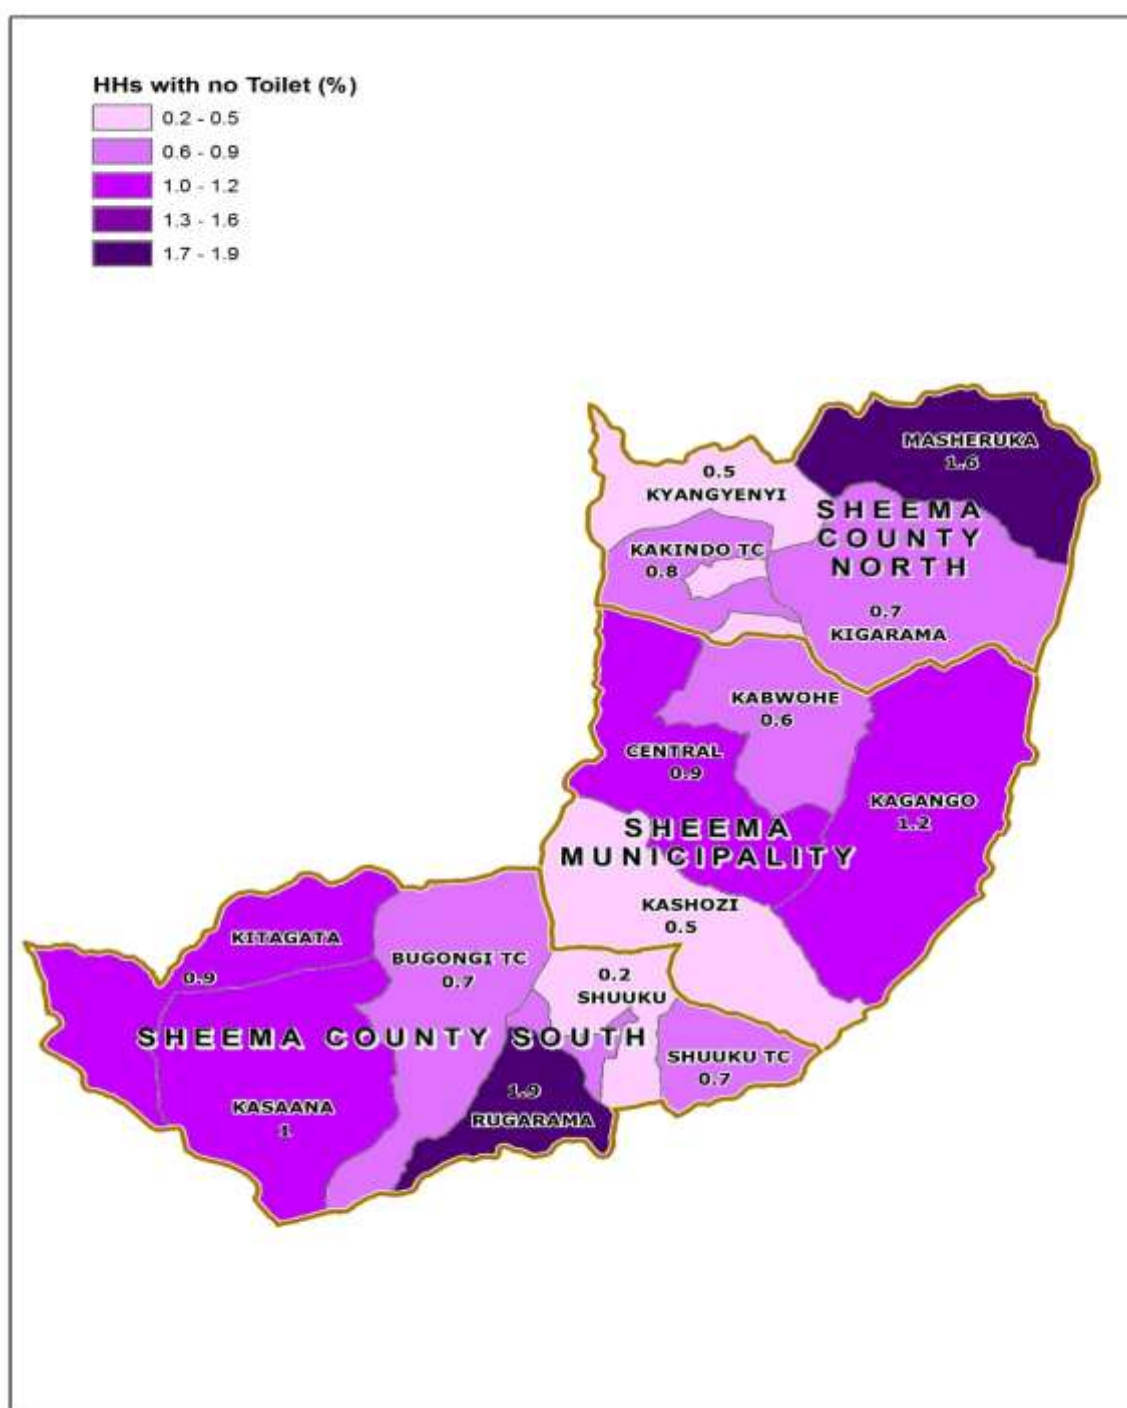 HHs with no Toilet (%)
0.2 - 0.5
0.6 - 0.9
1.0 - 1.2
1.3 - 1.6
1.7 - 1.9
MASHERUKA
1.6
0.5
KYANGYENYI
SHEEMA
COUNTY
NORTH
KAKINDO TC
0.8
0.7
KIGARAMA
KABWOHE
0.6
CENTRAL
0.9
KAGANGO
1.2
SHEEMA
MUNICIPALITY
KASHOZI
0.5
KITAGATA
0.9
BUGONGI TC
0.7
0.2
SHUUKU
SHEEMA COUNTY SOUTH
SHUUKU TC
0.7
KASAANA
1
1.9
RUGARAMA